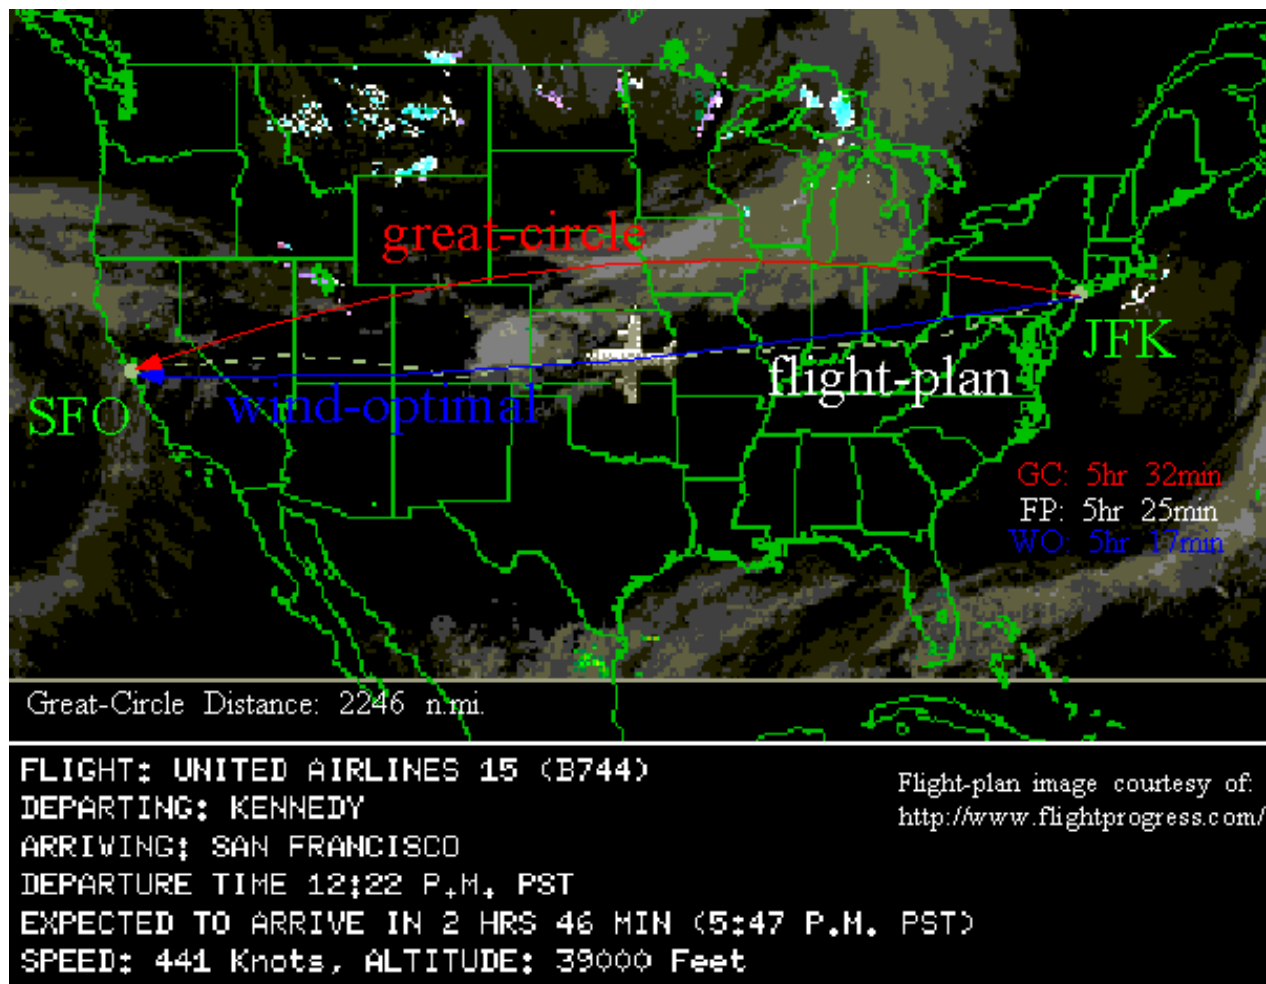 great-circle
JFK
flight-plan
wind-optimal
SFO
GC: 5hr 32min
FP: 5hr 25min
WO: 5hr 17min
Great-Circle Distance: 2246 n.mi.
FLIGHT: UNITED AIRLINES 15 (B744)
Flight-plan image courtesy of:
DEPARTING: KENNEDY
http://www.flightprogress.com/
ARRIVING: SAN FRANCISCO
DEPARTURE TIME 12:22 P.M. PST
EXPECTED TO ARRIVE IN 2 HRS 46 MIN (5:47 P.M. PST)
SPEED: 441 Knots, ALTITUDE: 39000 Feet